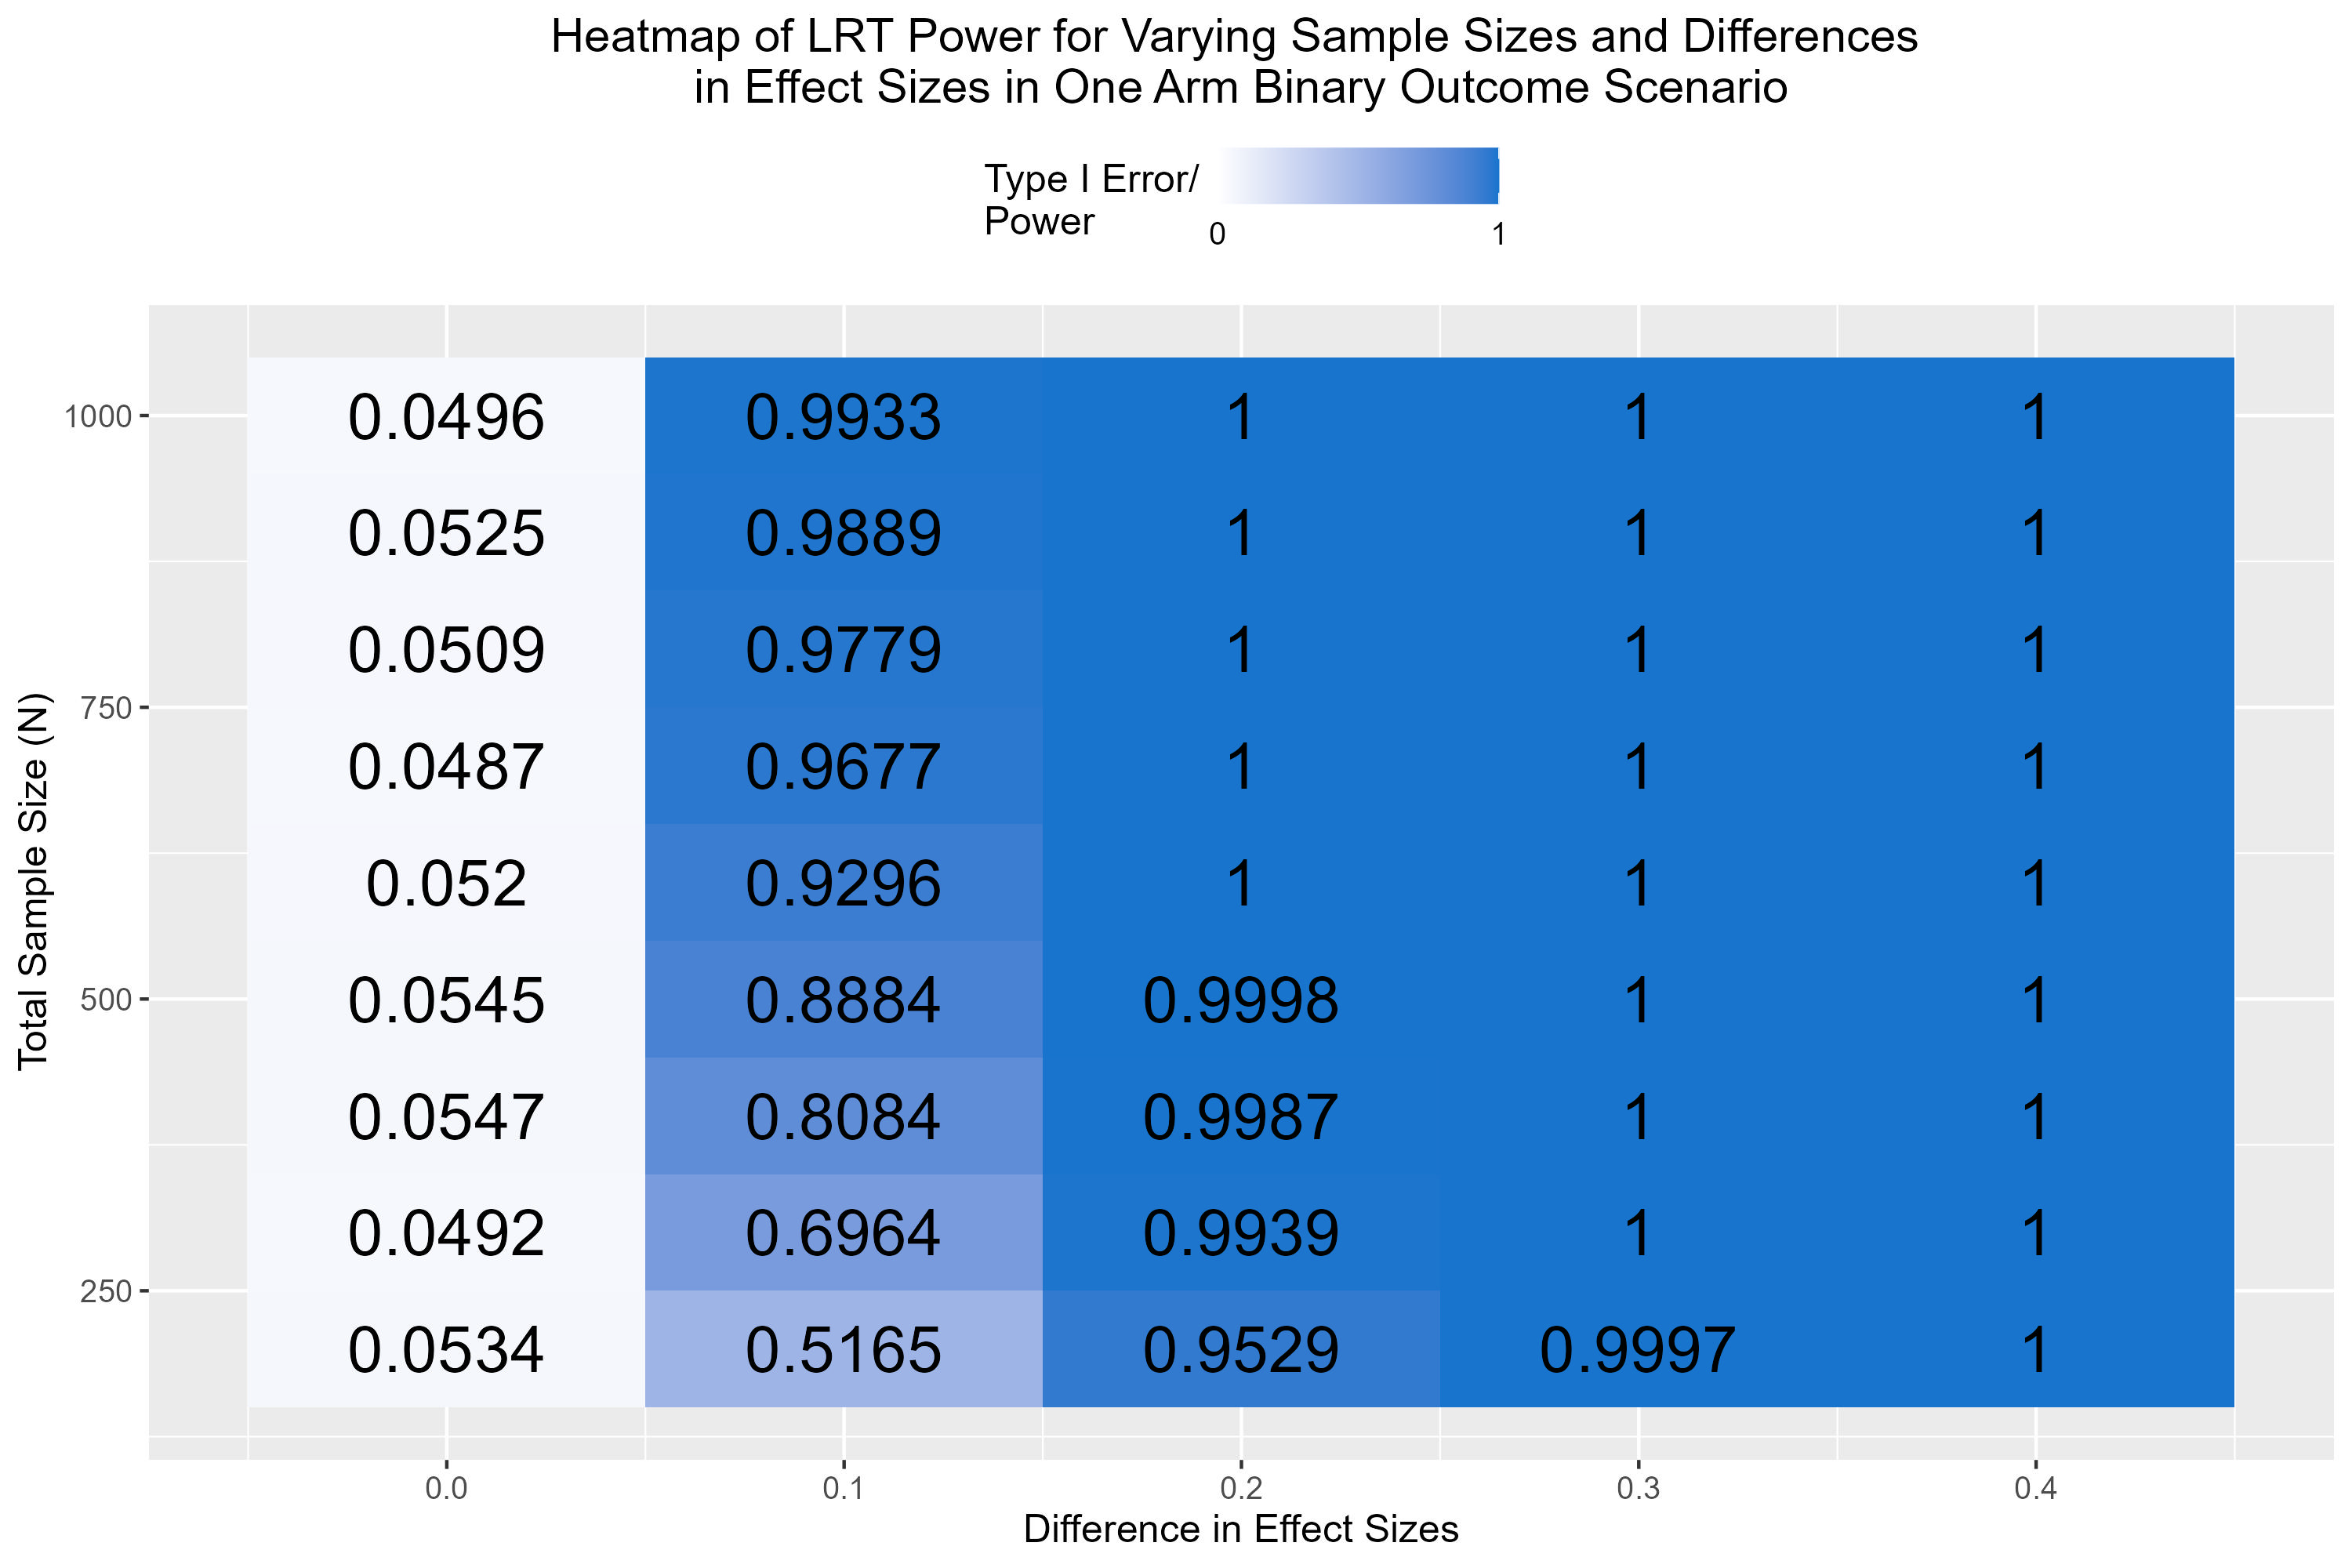 Heatmap of LRT Power for Varying Sample Sizes and Differences
in Effect Sizes in One Arm Binary Outcome Scenario
Type I Error/
Power
0 1
Total Sample Size (N)
1000
750
500
250
0.0496 0.9933 1 1 1
0.0525 0.9889 1 1 1
0.0509 0.9779 1 1 1
0.0487 0.9677 1 1 1
0.052 0.9296 1 1 1
0.0545 0.8884 0.9998 1 1
0.0547 0.8084 0.9987 1 1
0.0492 0.6964 0.9939 1 1
0.0534 0.5165 0.9529 0.9997 1
0.0 0.1 0.2 0.3 0.4
Difference in Effect Sizes